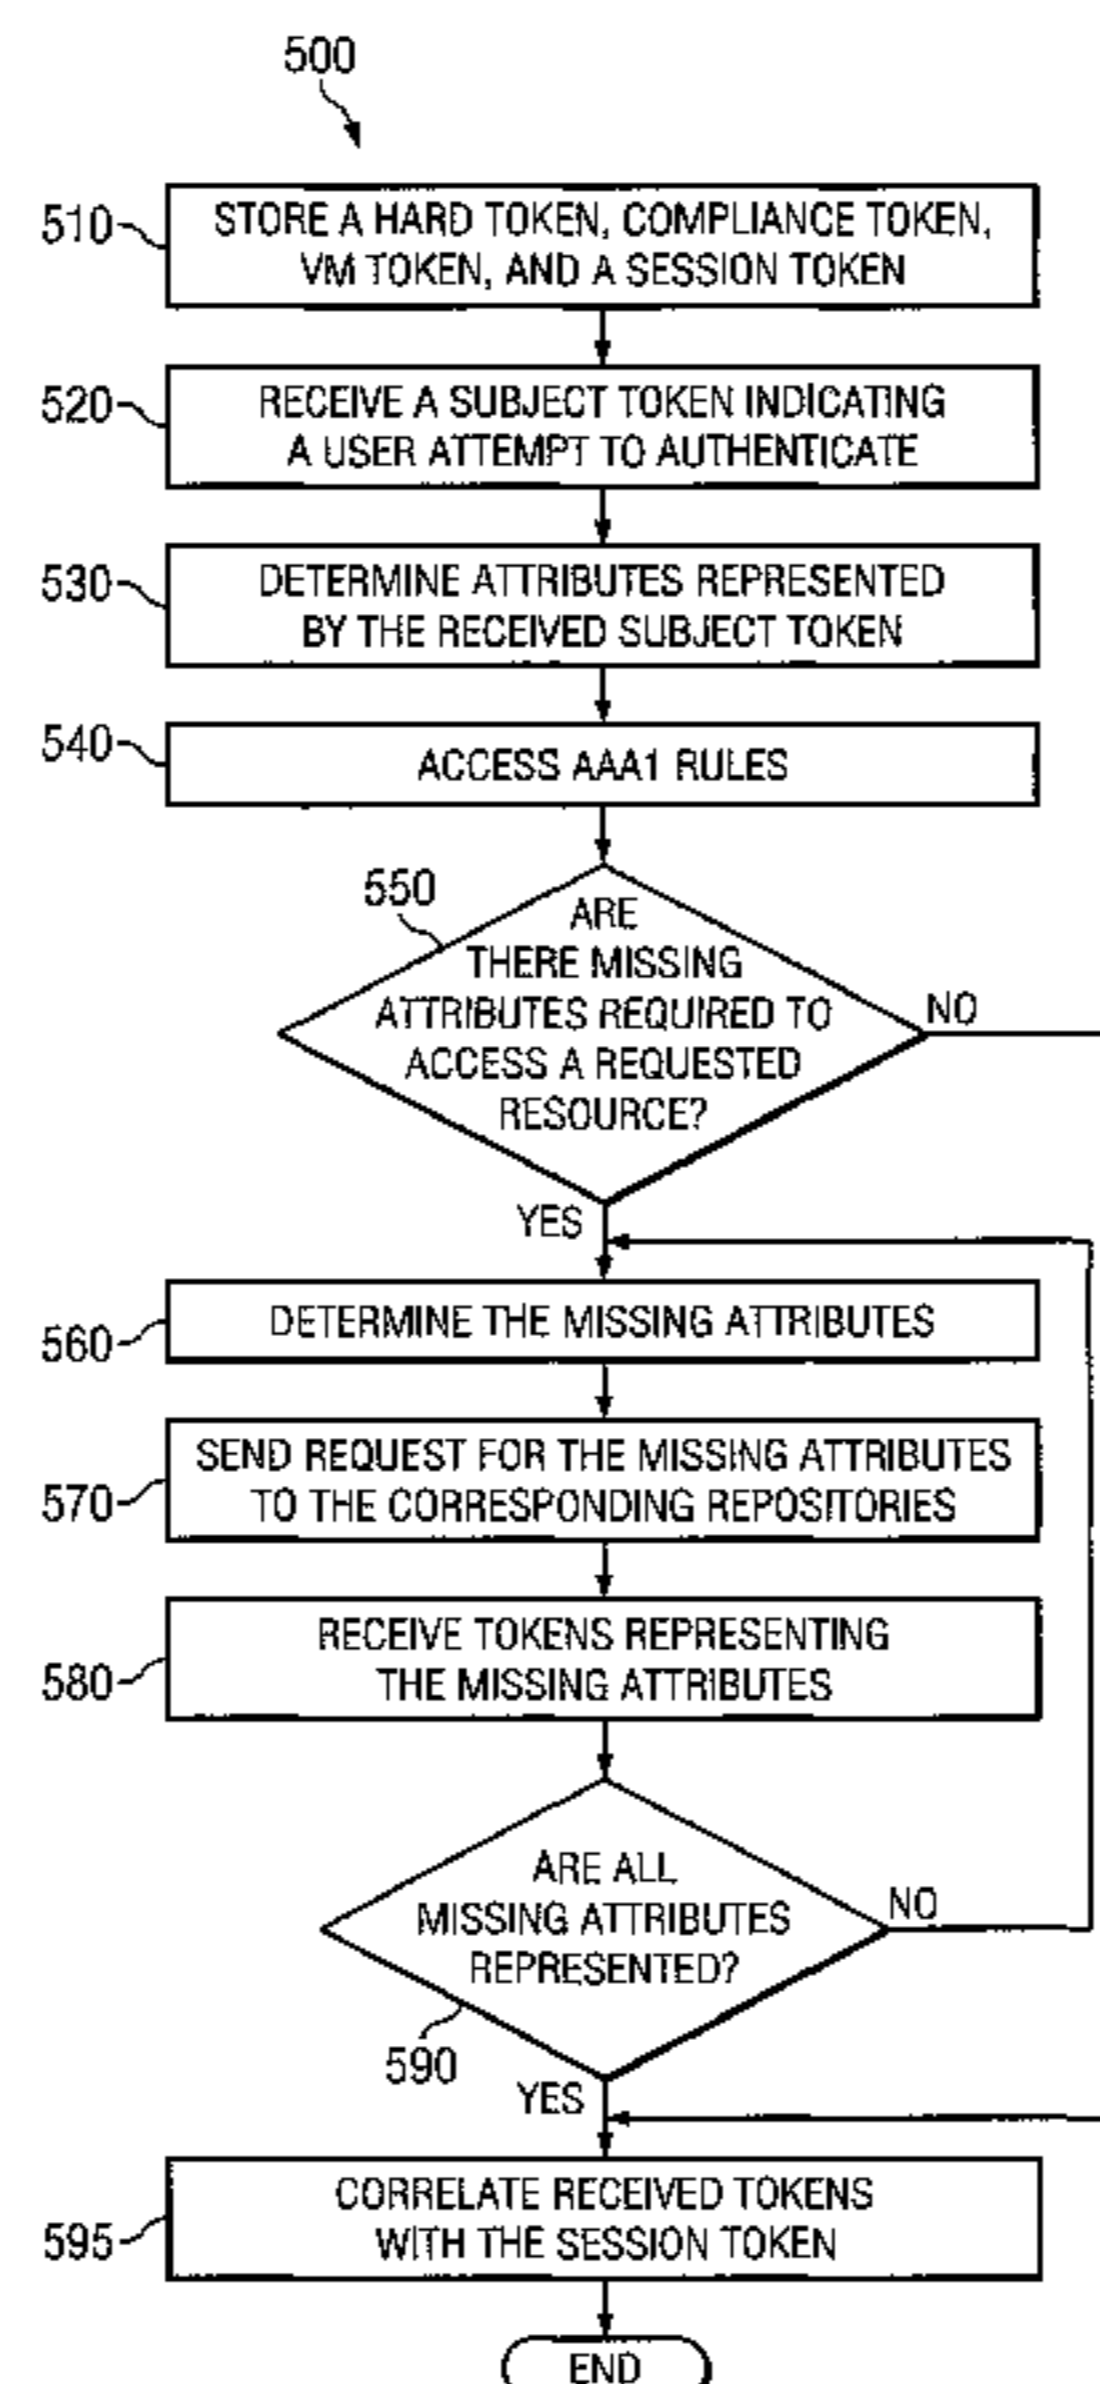 500
510
STORE A HARD TOKEN, COMPLIANCE TOKEN,
VM TOKEN, AND A SESSION TOKEN
520
RECEIVE A SUBJECT TOKEN INDICATING
A USER ATTEMPT TO AUTHENTICATE
530
DETERMINE ATTRIBUTES REPRESENTED
BY THE RECEIVED SUBJECT TOKEN
540
ACCESS AAA1 RULES
550
ARE
THERE MISSING
ATTRIBUTES REQUIRED TO
ACCESS A REQUESTED
RESOURCE?
NO
YES
560
DETERMINE THE MISSING ATTRIBUTES
570
SEND REQUEST FOR THE MISSING ATTRIBUTES
TO THE CORRESPONDING REPOSITORIES
580
RECEIVE TOKENS REPRESENTING
THE MISSING ATTRIBUTES
ARE ALL
MISSING ATTRIBUTES
REPRESENTED?
NO
590
YES
595
CORRELATE RECEIVED TOKENS
WITH THE SESSION TOKEN
END